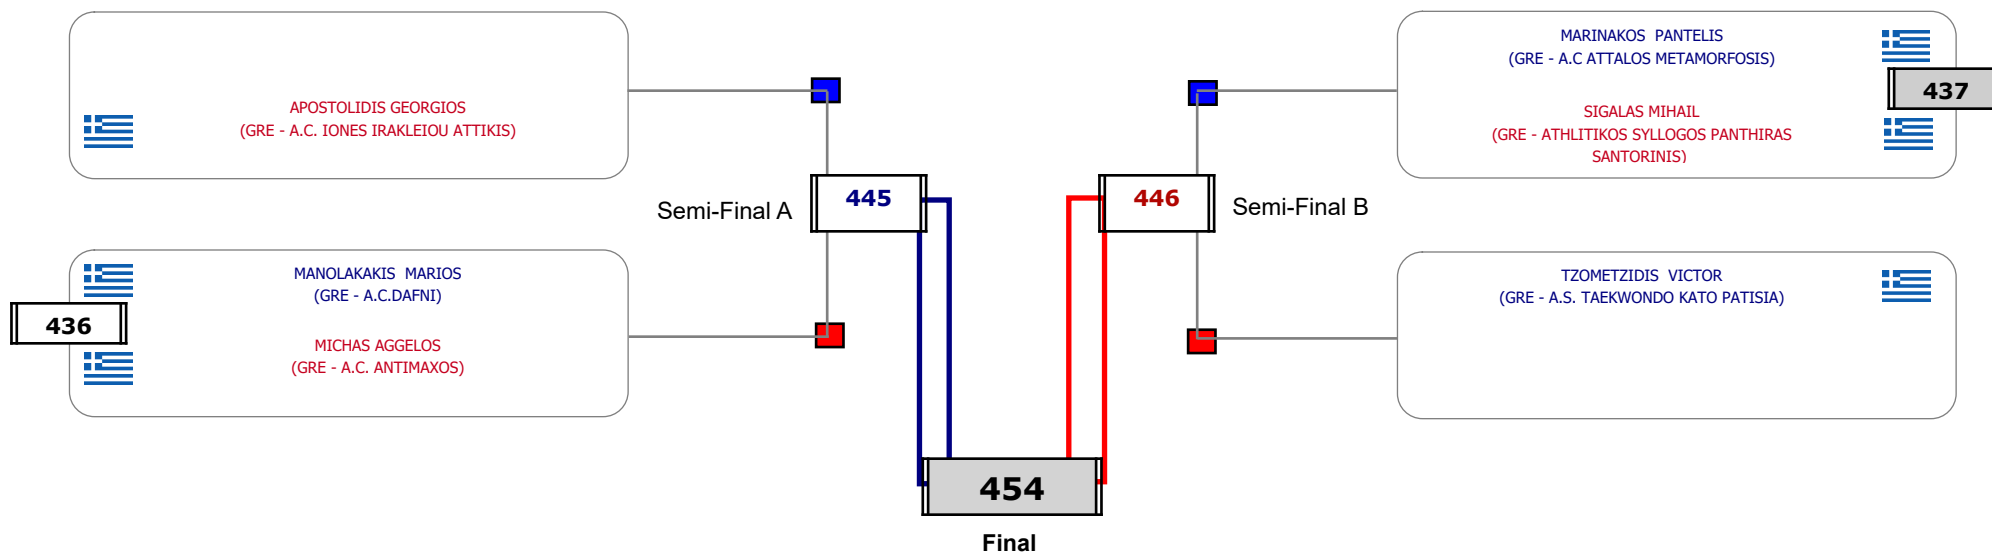 APOSTOLIDIS GEORGIOS
(GRE - A.C. IONES IRAKLEIOU ATTIKIS)
MARINAKOS PANTELIS
(GRE - A.C ATTALOS METAMORFOSIS)
437
SIGALAS MIHAIL
(GRE - ATHLITIKOS SYLLOGOS PANTHIRAS
SANTORINIS)
Semi-Final A
445
446
Semi-Final B
MANOLAKAKIS MARIOS
(GRE - A.C.DAFNI)
436
MICHAS AGGELOS
(GRE - A.C. ANTIMAXOS)
TZOMETZIDIS VICTOR
(GRE - A.S. TAEKWONDO KATO PATISIA)
454
Final